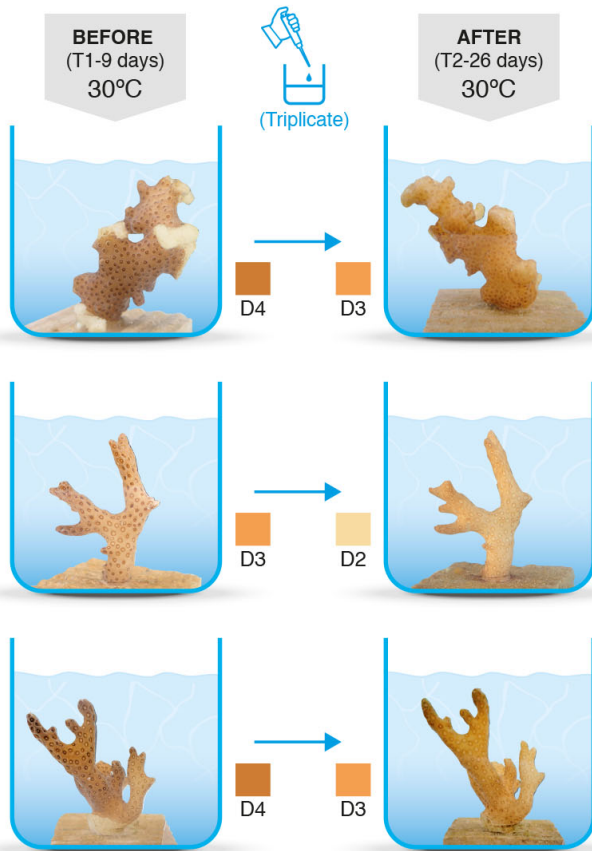 BEFORE
(T1-9 days)
30ºC
(Triplicate)
AFTER
(T2-26 days)
30ºC
D4
D3
D3
D2
D4
D3